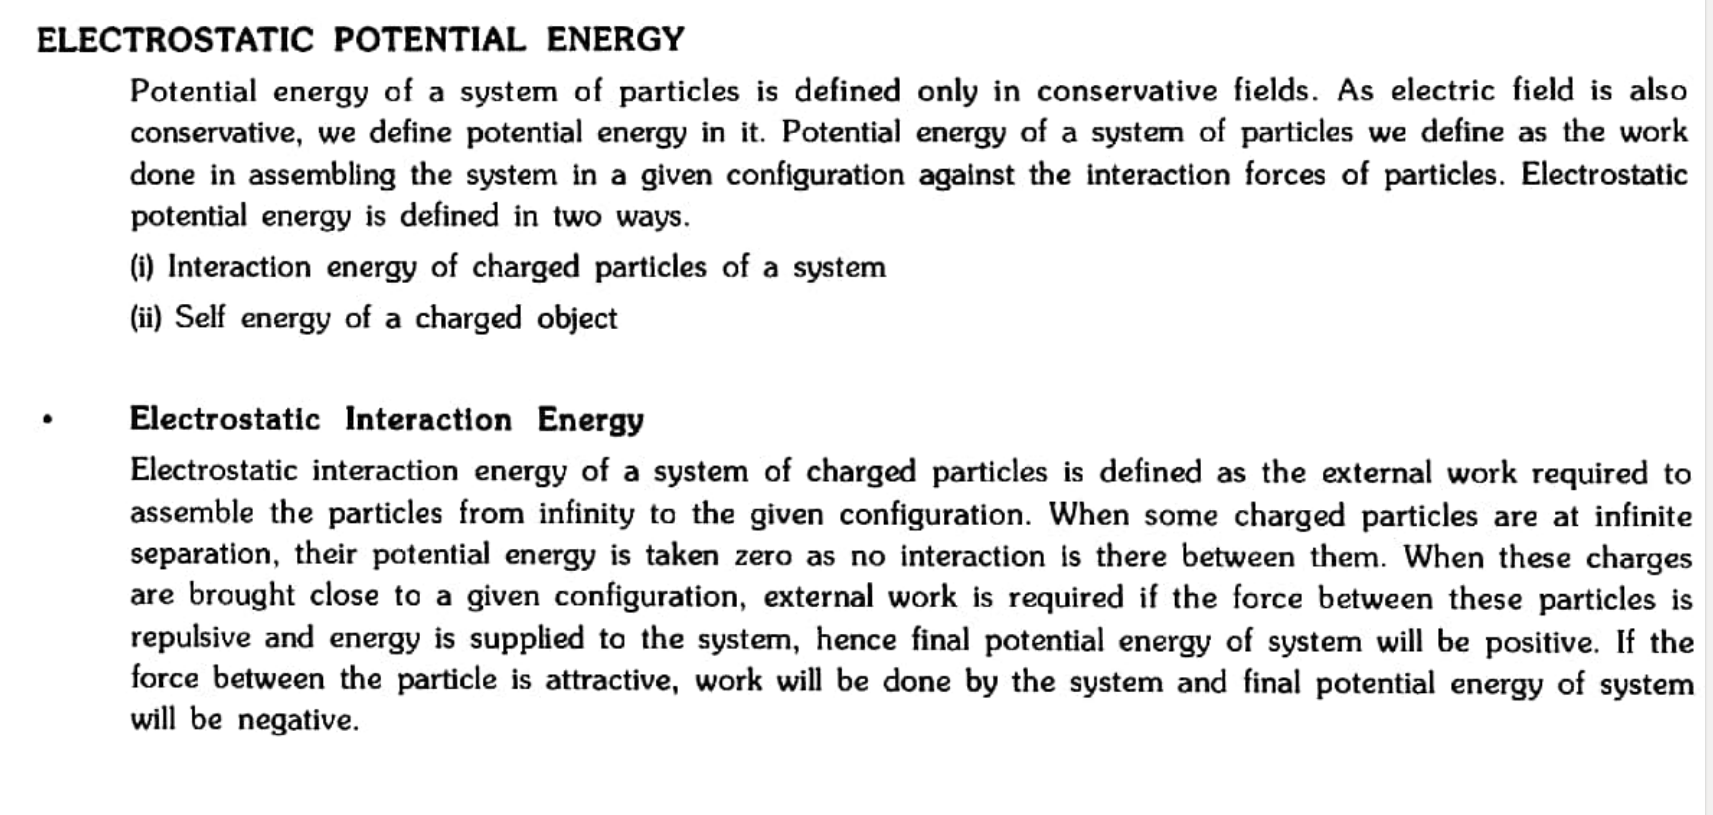 ELECTROSTATIC POTENTIAL ENERGY
Potential energy of a system of particles is defined only in conservative fields. As electric field is also
conservative, we define potential energy in it. Potential energy of a system of particles we define as the work
done in assembling the system in a given configuration against the interaction forces of particles. Electrostatic
potential energy is defined in two ways.
(i) Interaction energy of charged particles of a system
(ii) Self energy of a charged object
• Electrostatic Interaction Energy
Electrostatic interaction energy of a system of charged particles is defined as the external work required to
assemble the particles from infinity to the given configuration. When some charged particles are at infinite
separation, their potential energy is taken zero as no interaction is there between them. When these charges
are brought close to a given configuration, external work is required if the force between these particles is
repulsive and energy is supplied to the system, hence final potential energy of system will be positive. If the
force between the particle is attractive, work will be done by the system and final potential energy of system
will be negative.